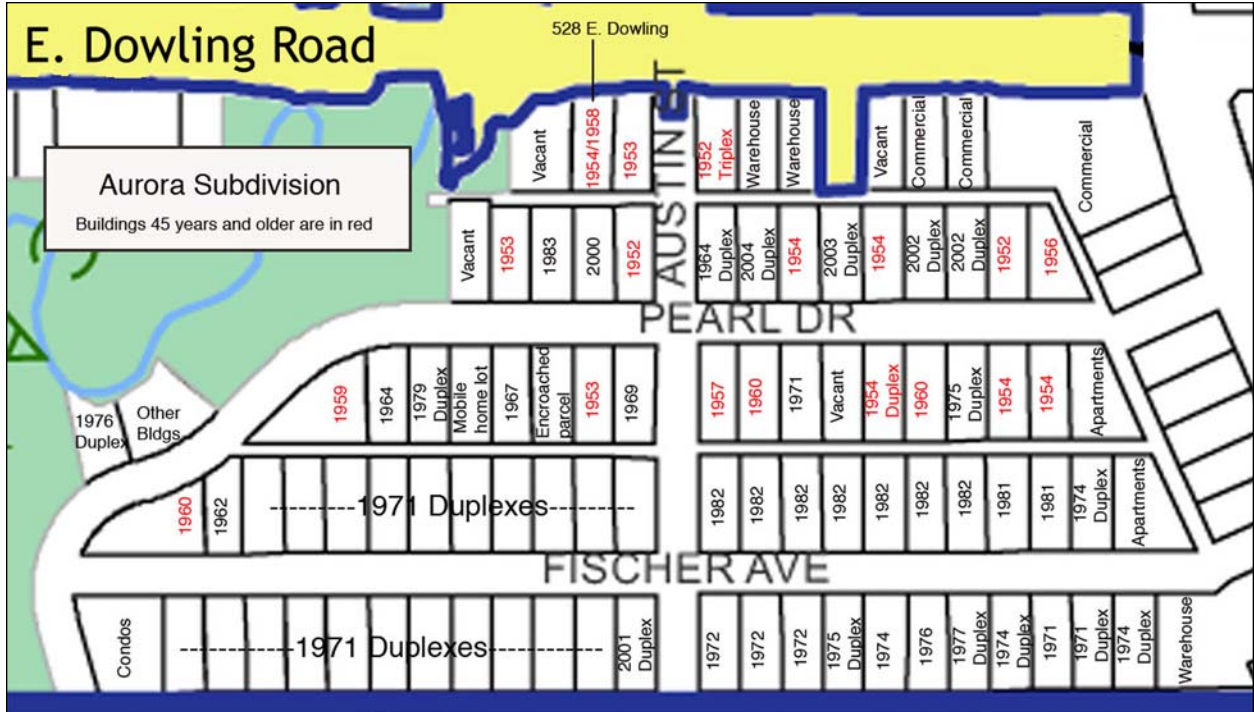 E. Dowling Road
528 E. Dowling
Aurora Subdivision
Buildings 45 years and older are in red
Vacant
1954/1958
1953
AUSTIN ST
1952
Triplex
Warehouse
Warehouse
Vacant
Commercial
Commercial
Commercial
Vacant
1953
1983
2000
1952
1964
Duplex
2004
Duplex
1954
2003
Duplex
1954
2002
Duplex
2002
Duplex
1952
1956
PEARL DR
1959
1964
1979
Duplex
Mobile
home lot
1967
Encroached
parcel
1953
1969
1957
1960
1971
Vacant
1954
Duplex
1960
1975
Duplex
1954
1954
Apartments
1976
Duplex
Other
Bldgs.
1960
1962
1971 Duplexes
1982
1982
1982
1982
1982
1982
1982
1981
1981
1974
Duplex
Apartments
FISCHER AVE
Condos
1971 Duplexes
2001
Duplex
1972
1972
1972
1975
Duplex
1974
1976
1977
Duplex
1974
Duplex
1971
1971
Duplex
1974
Duplex
Warehouse